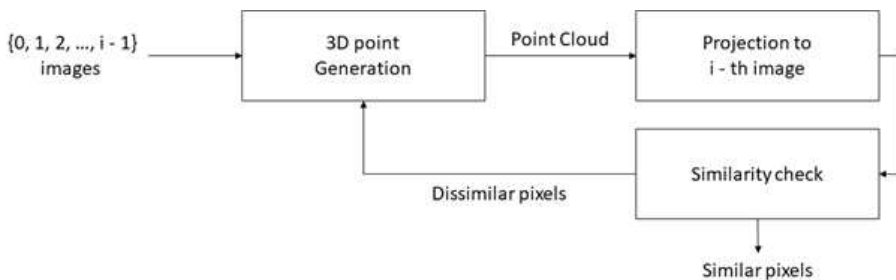 {0, 1, 2, ..., i - 1}
images
3D point
Generation
Point Cloud
Projection to
i - th image
Similarity check
Dissimilar pixels
Similar pixels